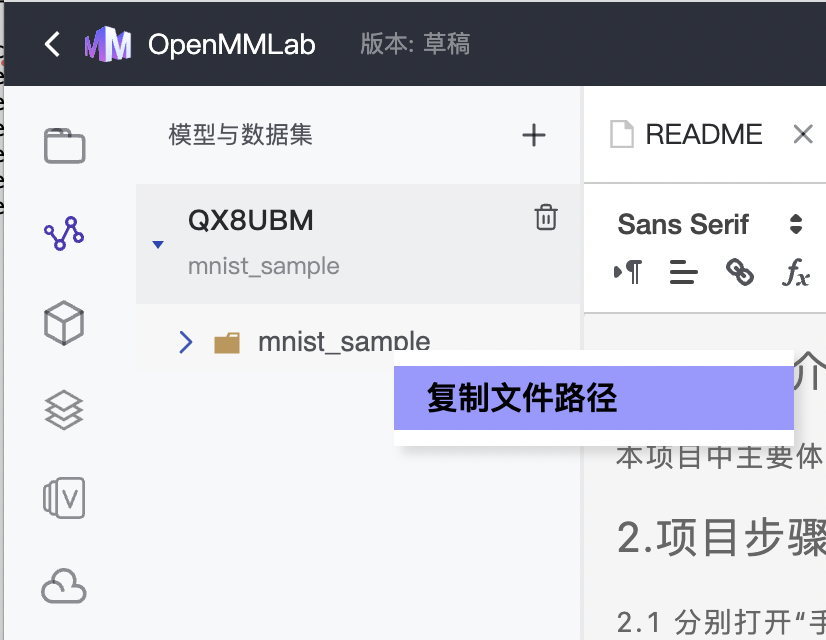 OpenMMLab 版本: 草稿
模型与数据集
QX8UBM
mnist_sample
mnist_sample
复制文件路径
README
Sans Serif
介
本项目中主要体
2.项目步骤
2.1 分别打开“手